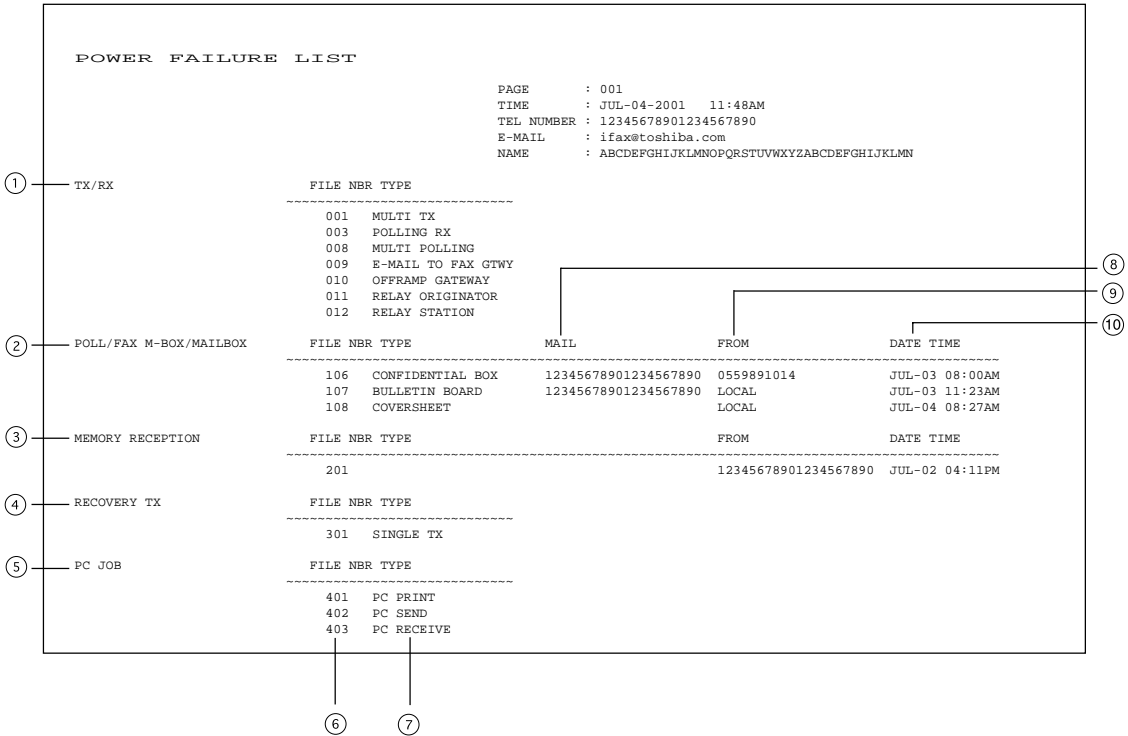 POWER FAILURE LIST
PAGE : 001
TIME : JUL-04-2001 11:48AM
TEL NUMBER : 12345678901234567890
E-MAIL : ifax@toshiba.com
NAME : ABCDEFGHIJKLMNOPQRSTUVWXYZABCDEFGHIJKLMN
1 TX/RX FILE NBR TYPE
~~~~~~~~~~~~~~~~~~~~~~~~~~~~~
001 MULTI TX
003 POLLING RX
008 MULTI POLLING
009 E-MAIL TO FAX GTWY
8
010 OFFRAMP GATEWAY
011 RELAY ORIGINATOR
9
012 RELAY STATION
10
2 POLL/FAX M-BOX/MAILBOX FILE NBR TYPE MAIL FROM DATE TIME
~~~~~~~~~~~~~~~~~~~~~~~~~~~~~~~~~~~~~~~~~~~~~~~~~~~~~~~~~~~~~~~~~~~~~~~~~~~~~~~~~~~~~~~~~~~
106 CONFIDENTIAL BOX 12345678901234567890 0559891014 JUL-03 08:00AM
107 BULLETIN BOARD 12345678901234567890 LOCAL JUL-03 11:23AM
108 COVERSHEET LOCAL JUL-04 08:27AM
3 MEMORY RECEPTION FILE NBR TYPE FROM DATE TIME
~~~~~~~~~~~~~~~~~~~~~~~~~~~~~~~~~~~~~~~~~~~~~~~~~~~~~~~~~~~~~~~~~~~~~~~~~~~~~~~~~~~~~~~~~~~
201 12345678901234567890 JUL-02 04:11PM
4 RECOVERY TX FILE NBR TYPE
~~~~~~~~~~~~~~~~~~~~~~~~~~~~~
301 SINGLE TX
5 PC JOB FILE NBR TYPE
~~~~~~~~~~~~~~~~~~~~~~~~~~~~~
401 PC PRINT
402 PC SEND
403 PC RECEIVE
6 7